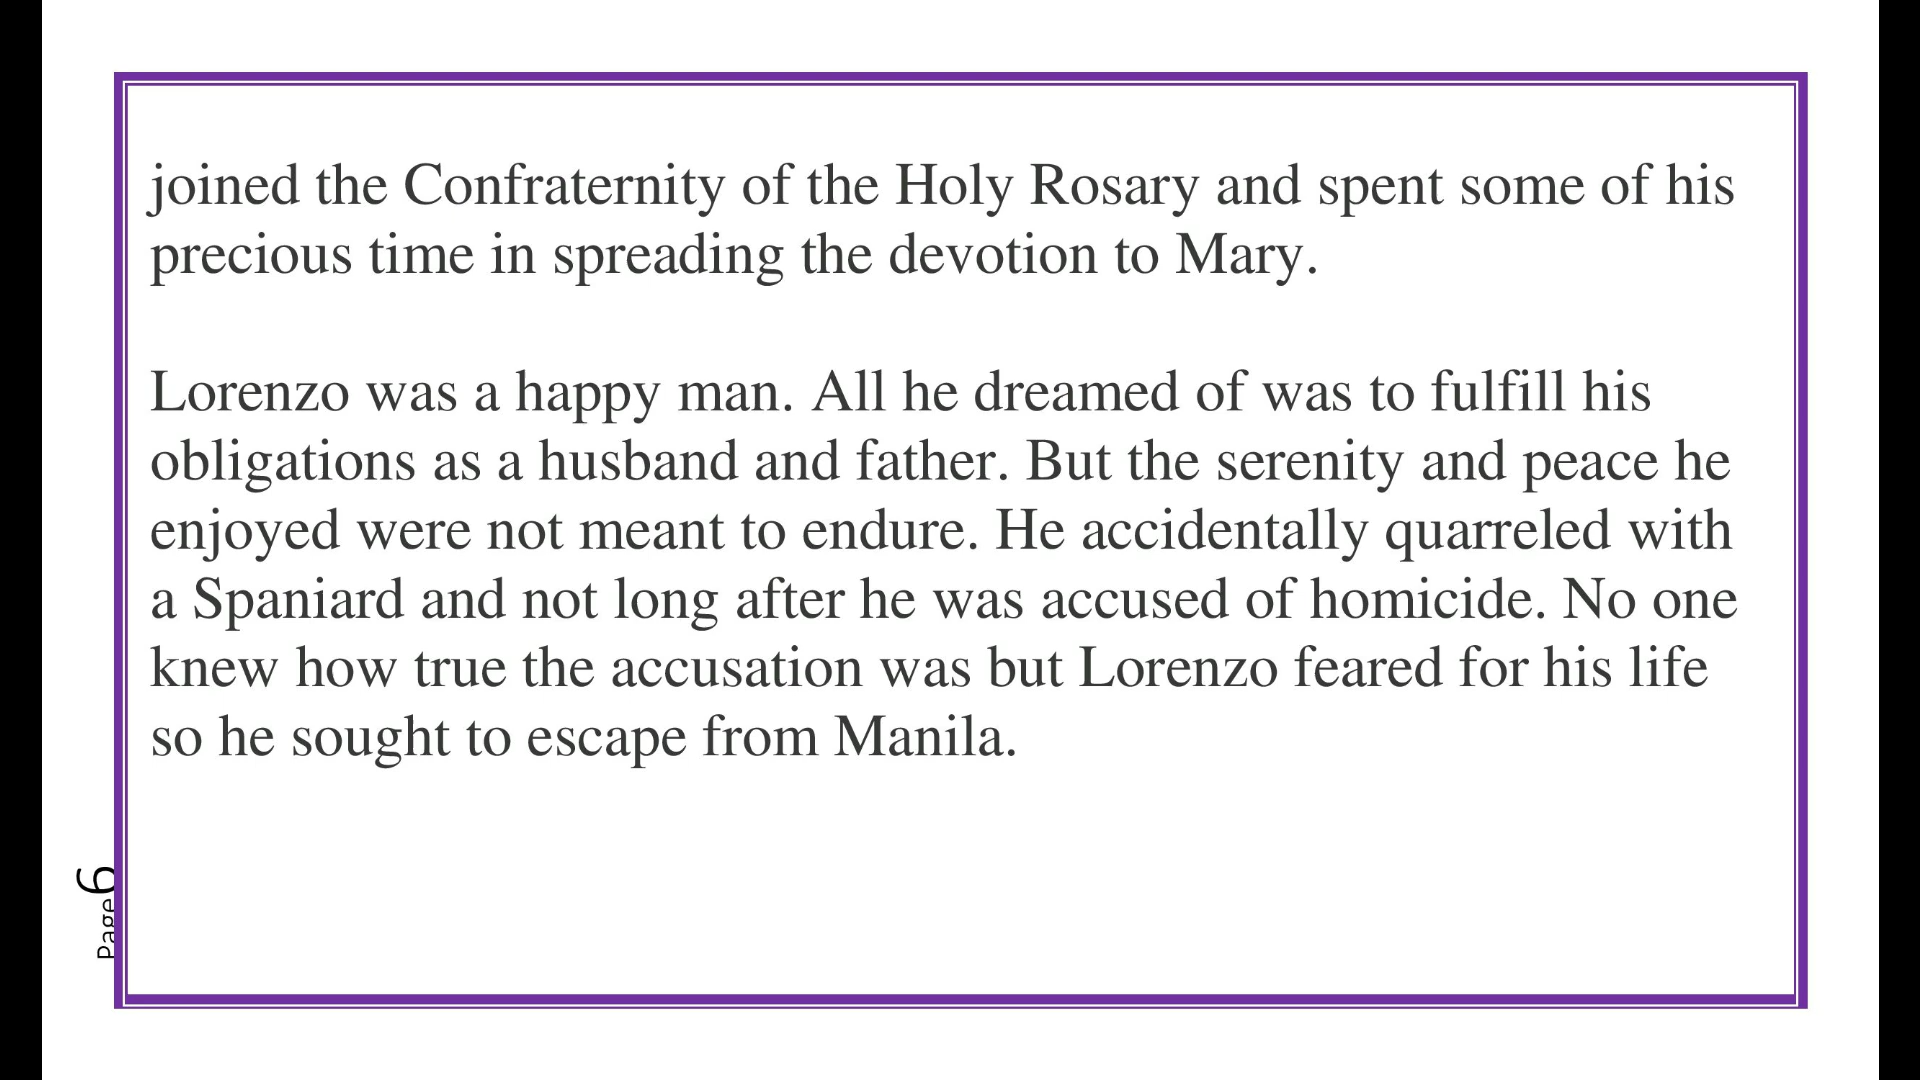 joined the Confraternity of the Holy Rosary and spent some of his
precious time in spreading the devotion to Mary.
Lorenzo was a happy man. All he dreamed of was to fulfill his
obligations as a husband and father. But the serenity and peace he
enjoyed were not meant to endure. He accidentally quarreled with
a Spaniard and not long after he was accused of homicide. No one
knew how true the accusation was but Lorenzo feared for his life
so he sought to escape from Manila.
Page 6